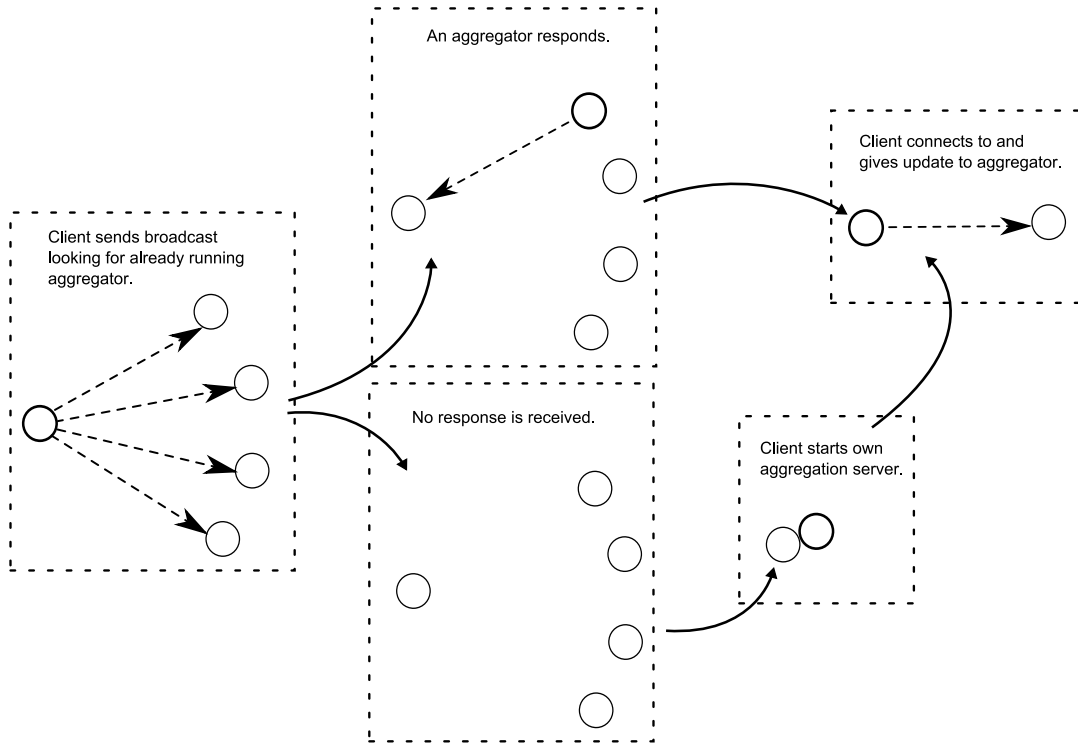 Client sends broadcast
looking for already running
aggregator.
An aggregator responds.
No response is received.
Client starts own
aggregation server.
Client connects to and
gives update to aggregator.